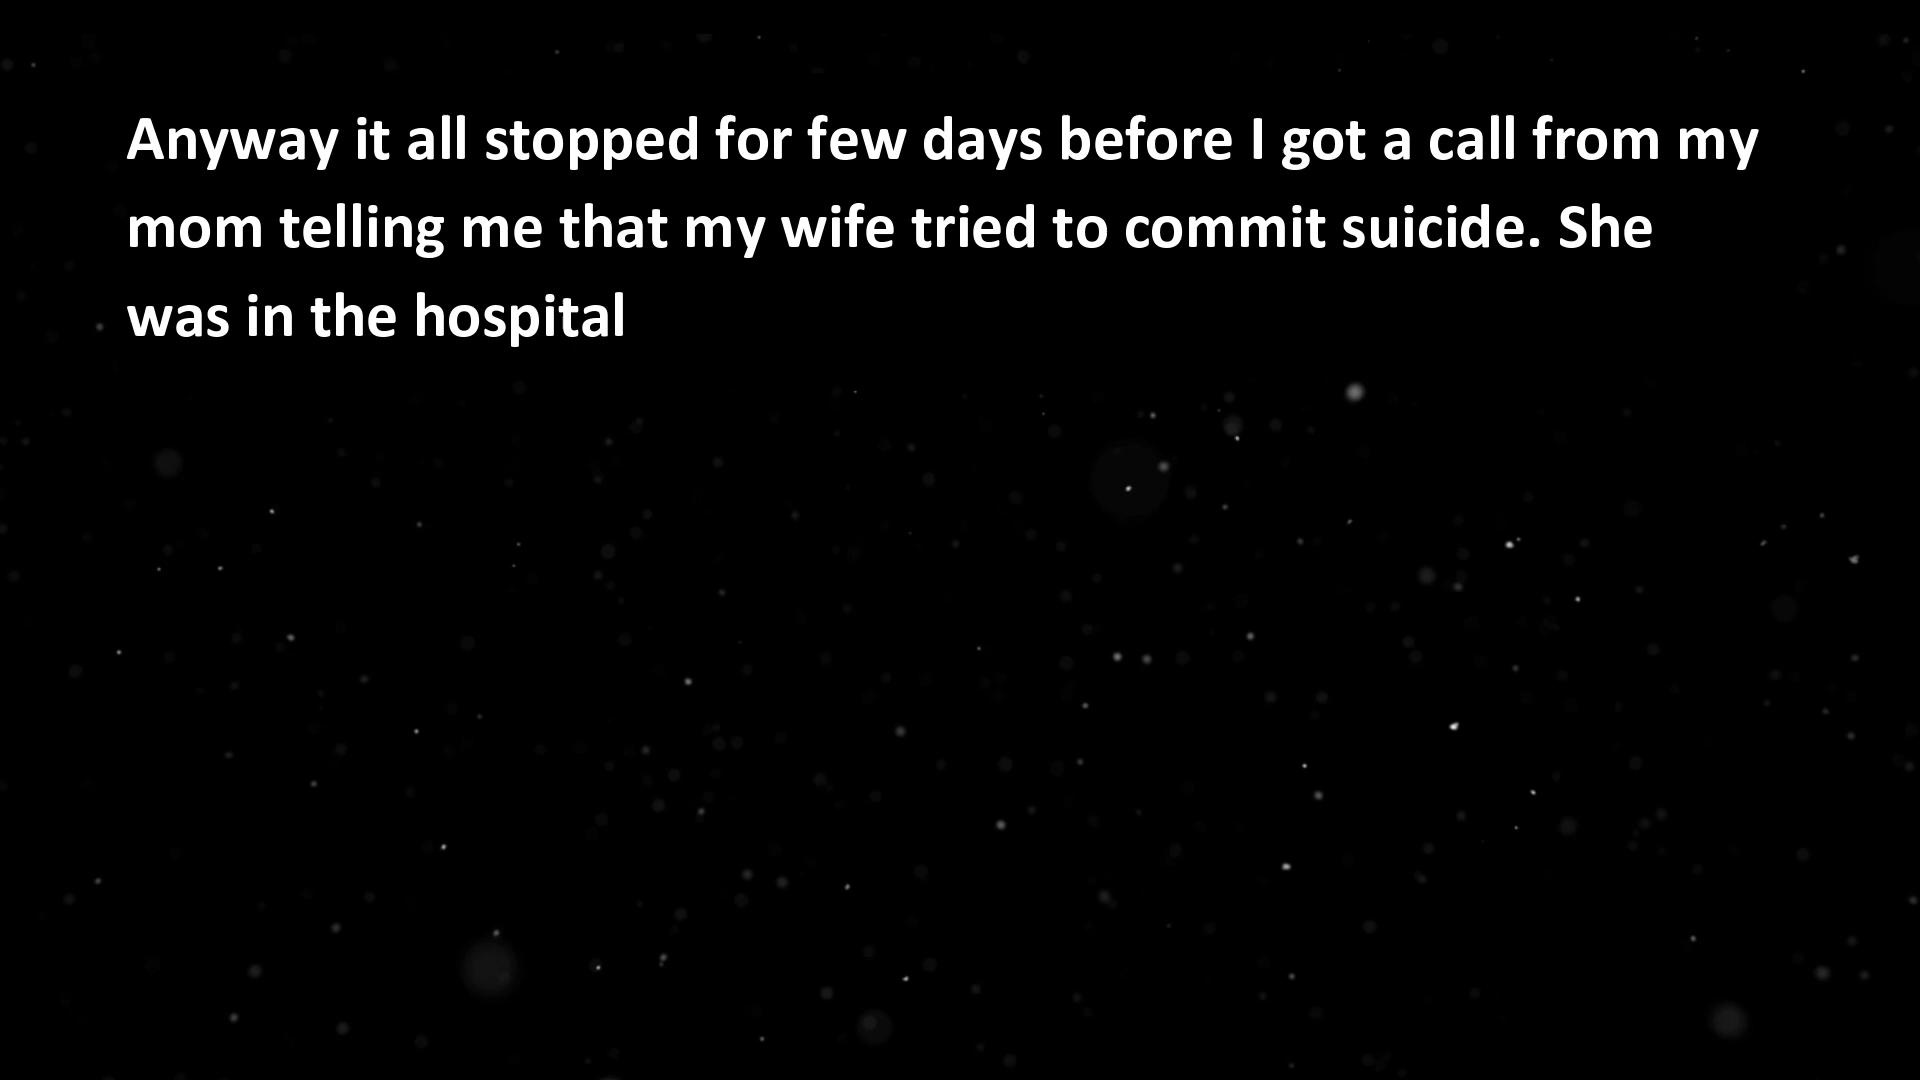 Anyway it all stopped for few days before I got a call from my
mom telling me that my wife tried to commit suicide. She
was in the hospital